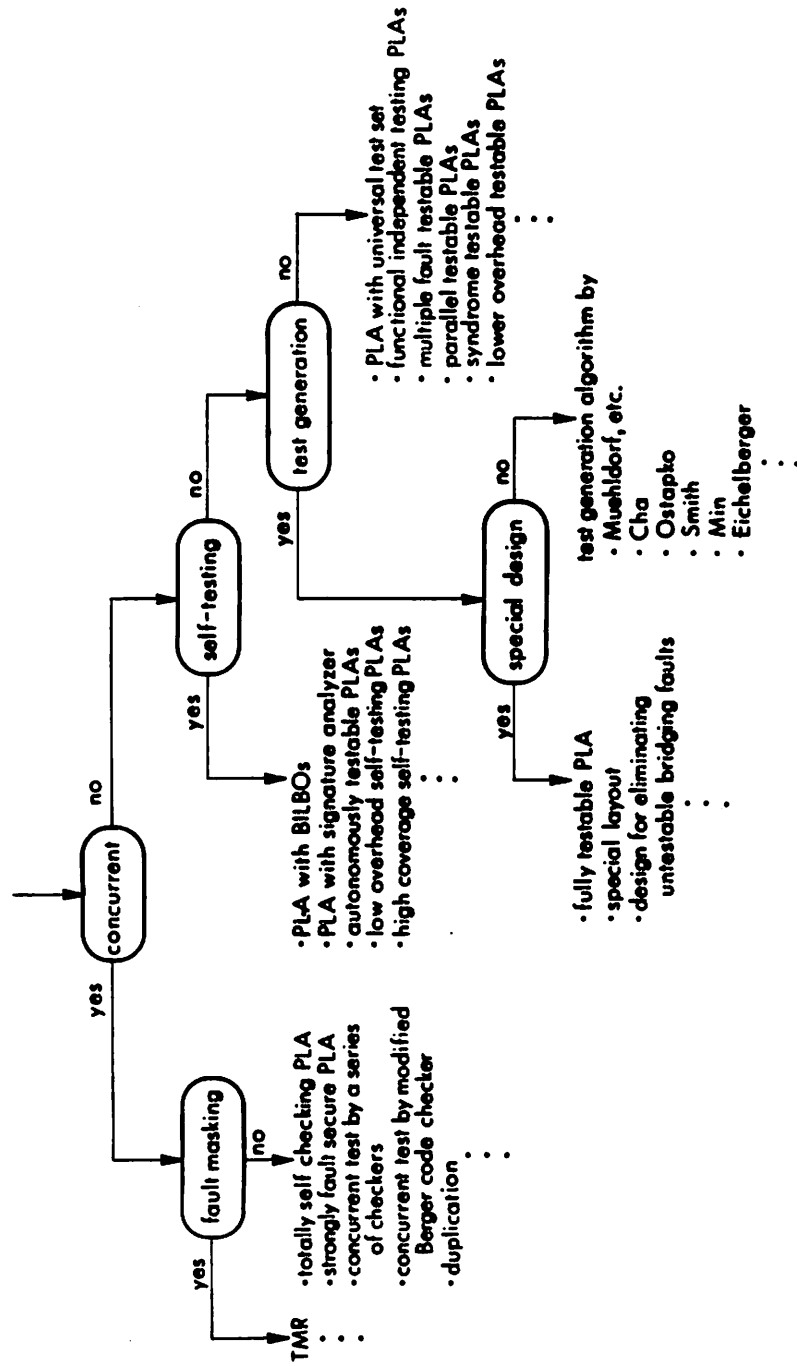 concurrent
yes
no
fault masking
yes
no
TMR
. . .
· totally self checking PLA
· strongly fault secure PLA
· concurrent test by a series
of checkers
· concurrent test by modified
Berger code checker
· duplication
. . .
self-testing
yes
no
· PLA with BILBOs
· PLA with signature analyzer
· autonomously testable PLAs
· low overhead self-testing PLAs
· high coverage self-testing PLAs
. . .
test generation
yes
no
· PLA with universal test set
· functional independent testing PLAs
· multiple fault testable PLAs
· parallel testable PLAs
· syndrome testable PLAs
· lower overhead testable PLAs
. . .
special design
yes
no
· fully testable PLA
· special layout
· design for eliminating
untestable bridging faults
. . .
test generation algorithm by
· Muehldorf, etc.
· Cha
· Ostapko
· Smith
· Min
· Eichelberger
. . .